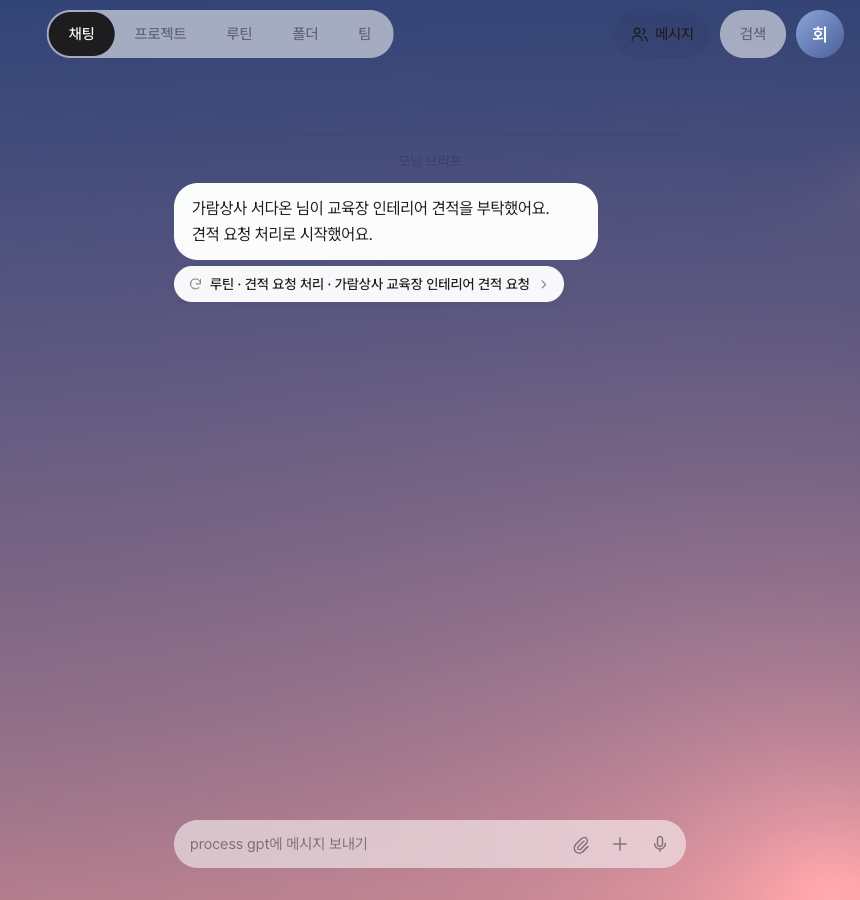 채팅
프로젝트
루틴
폴더
팀
메시지
검색
회
모닝 브리프
가람상사 서다온 님이 교육장 인테리어 견적을 부탁했어요.
견적 요청 처리로 시작했어요.
루틴 · 견적 요청 처리 · 가람상사 교육장 인테리어 견적 요청
process gpt에 메시지 보내기